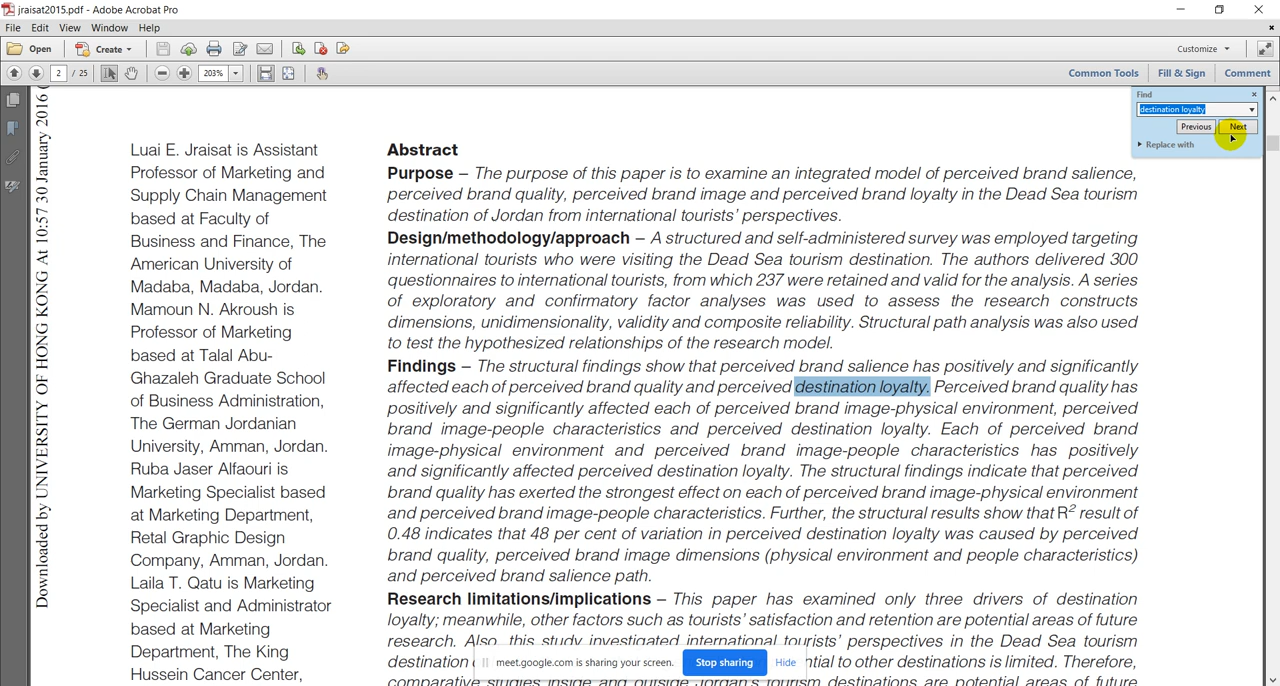 jraisat2015.pdf - Adobe Acrobat Pro
File Edit View Window Help
Open Create Customize
2 / 25 203% Common Tools Fill & Sign Comment
Find
destination loyalty
Previous Next
Replace with
Downloaded by UNIVERSITY OF HONG KONG At 10:57 30 January 2016 (
Luai E. Jraisat is Assistant
Professor of Marketing and
Supply Chain Management
based at Faculty of
Business and Finance, The
American University of
Madaba, Madaba, Jordan.
Mamoun N. Akroush is
Professor of Marketing
based at Talal Abu-
Ghazaleh Graduate School
of Business Administration,
The German Jordanian
University, Amman, Jordan.
Ruba Jaser Alfaouri is
Marketing Specialist based
at Marketing Department,
Retal Graphic Design
Company, Amman, Jordan.
Laila T. Qatu is Marketing
Specialist and Administrator
based at Marketing
Department, The King
Hussein Cancer Center,
Abstract
Purpose – The purpose of this paper is to examine an integrated model of perceived brand salience,
perceived brand quality, perceived brand image and perceived brand loyalty in the Dead Sea tourism
destination of Jordan from international tourists' perspectives.
Design/methodology/approach – A structured and self-administered survey was employed targeting
international tourists who were visiting the Dead Sea tourism destination. The authors delivered 300
questionnaires to international tourists, from which 237 were retained and valid for the analysis. A series
of exploratory and confirmatory factor analyses was used to assess the research constructs
dimensions, unidimensionality, validity and composite reliability. Structural path analysis was also used
to test the hypothesized relationships of the research model.
Findings – The structural findings show that perceived brand salience has positively and significantly
affected each of perceived brand quality and perceived destination loyalty. Perceived brand quality has
positively and significantly affected each of perceived brand image-physical environment, perceived
brand image-people characteristics and perceived destination loyalty. Each of perceived brand
image-physical environment and perceived brand image-people characteristics has positively
and significantly affected perceived destination loyalty. The structural findings indicate that perceived
brand quality has exerted the strongest effect on each of perceived brand image-physical environment
and perceived brand image-people characteristics. Further, the structural results show that R² result of
0.48 indicates that 48 per cent of variation in perceived destination loyalty was caused by perceived
brand quality, perceived brand image dimensions (physical environment and people characteristics)
and perceived brand salience path.
Research limitations/implications – This paper has examined only three drivers of destination
loyalty; meanwhile, other factors such as tourists' satisfaction and retention are potential areas of future
research. Also, this study investigated international tourists' perspectives in the Dead Sea tourism
destination ntial to other destinations is limited. Therefore,
comparative studies inside and outside Jordan's tourism destinations are potential areas of future
meet.google.com is sharing your screen. Stop sharing Hide